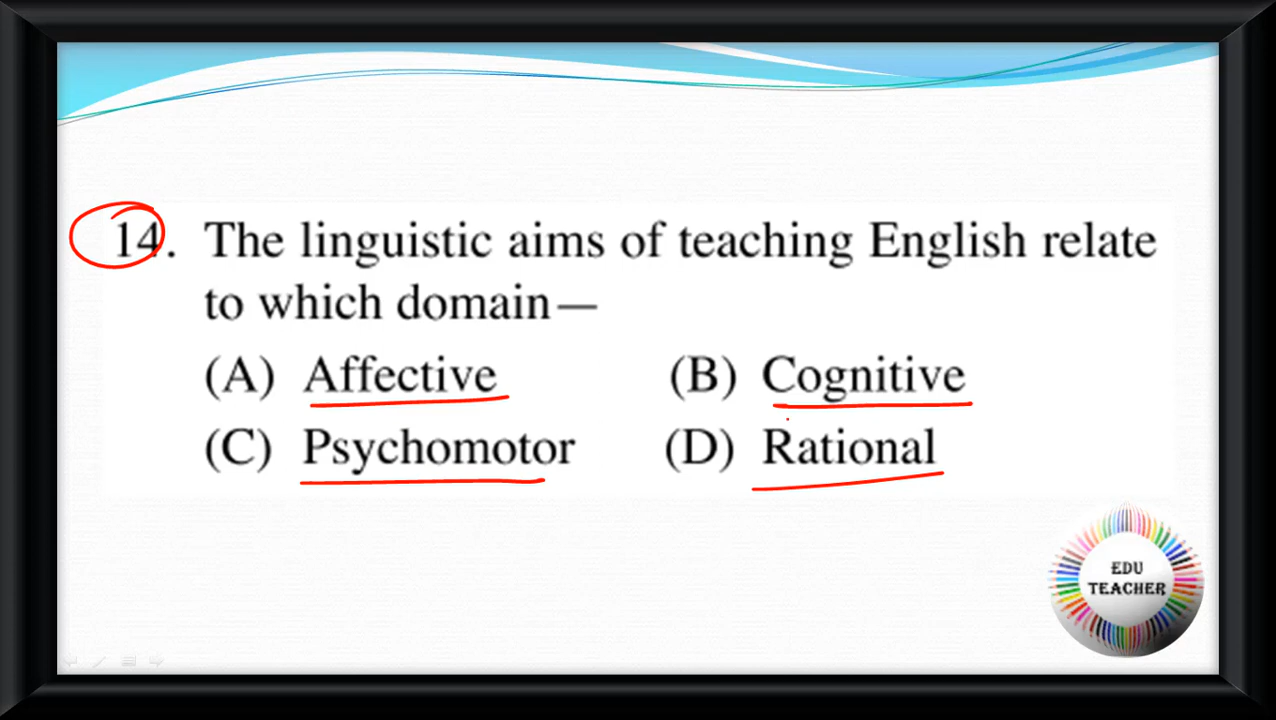 14. The linguistic aims of teaching English relate
to which domain—
(A) Affective (B) Cognitive
(C) Psychomotor (D) Rational
EDU
TEACHER